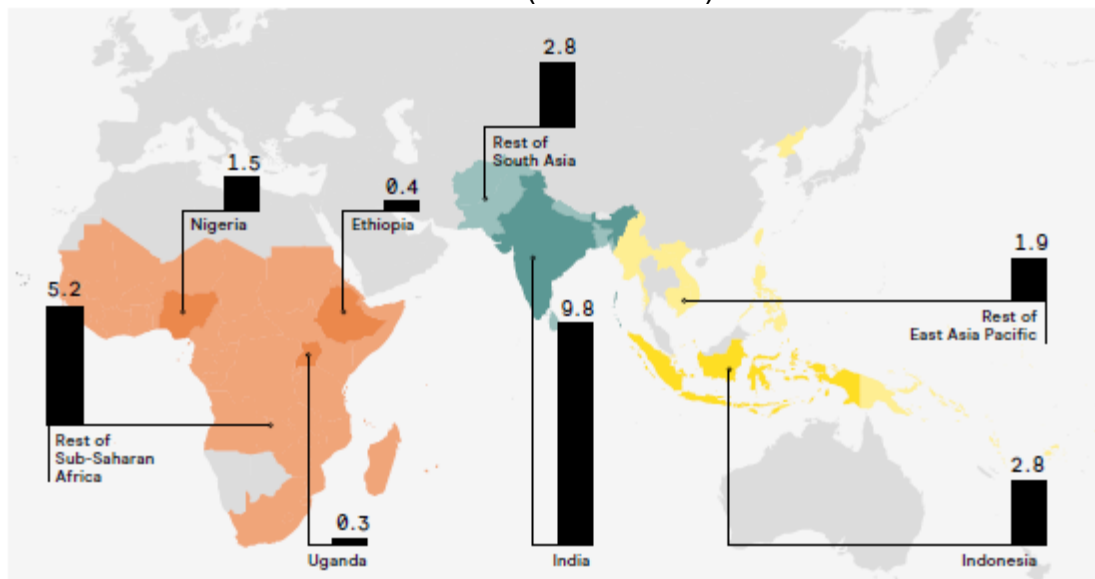 2.8
Rest of
South Asia
1.5
Nigeria
0.4
Ethiopia
1.9
Rest of
East Asia Pacific
5.2
Rest of
Sub-Saharan
Africa
9.8
India
0.3
Uganda
2.8
Indonesia